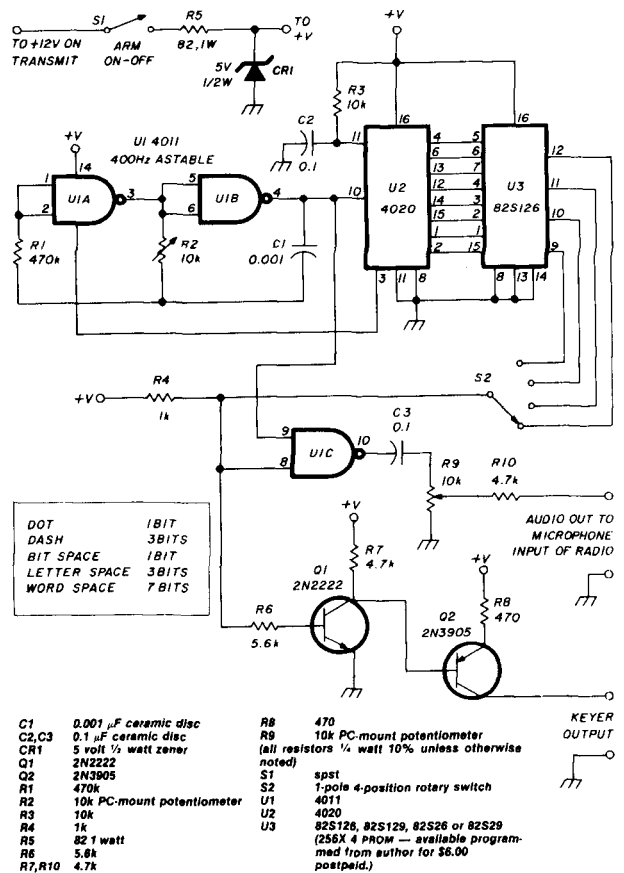 S1
R5
TO +V
TO +12V ON TRANSMIT
ARM ON-OFF
82,1W
5V 1/2W
CR1
+V
R3
10k
C2
0.1
16
16
11
U2
4020
10
4
6
13
12
14
15
1
2
5
6
7
4
3
2
1
15
U3
82S126
12
11
10
9
3
11
8
8
13
14
+V
U1 4011
400Hz ASTABLE
14
1
2
U1A
3
5
6
U1B
4
R1
470k
R2
10k
C1
0.001
+V
R4
1k
S2
9
8
U1C
10
C3
0.1
R9
10k
R10
4.7k
AUDIO OUT TO
MICROPHONE
INPUT OF RADIO
DOT 1BIT
DASH 3BITS
BIT SPACE 1BIT
LETTER SPACE 3BITS
WORD SPACE 7BITS
+V
R7
4.7k
Q1
2N2222
R6
5.6k
+V
R8
470
Q2
2N3905
KEYER
OUTPUT
C1 0.001 μF ceramic disc
C2,C3 0.1 μF ceramic disc
CR1 5 volt ½ watt zener
Q1 2N2222
Q2 2N3905
R1 470k
R2 10k PC-mount potentiometer
R3 10k
R4 1k
R5 82 1 watt
R6 5.6k
R7,R10 4.7k
R8 470
R9 10k PC-mount potentiometer
(all resistors ¼ watt 10% unless otherwise
noted)
S1 spst
S2 1-pole 4-position rotary switch
U1 4011
U2 4020
U3 82S126, 82S129, 82S26 or 82S29
(256X 4 PROM — available program-
med from author for $6.00
postpaid.)